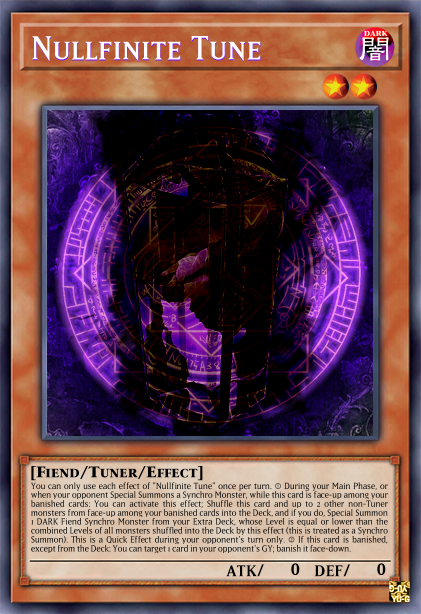 Nullfinite Tune
DARK
闇
[Fiend/Tuner/Effect]
You can only use each effect of "Nullfinite Tune" once per turn. ① During your Main Phase, or
when your opponent Special Summons a Synchro Monster, while this card is face-up among your
banished cards: You can activate this effect; Shuffle this card and up to 2 other non-Tuner
monsters from face-up among your banished cards into the Deck, and if you do, Special Summon
1 DARK Fiend Synchro Monster from your Extra Deck, whose Level is equal or lower than the
combined Levels of all monsters shuffled into the Deck by this effect (this is treated as a Synchro
Summon). This is a Quick Effect during your opponent's turn only. ② If this card is banished,
except from the Deck: You can target 1 card in your opponent's GY; banish it face-down.
ATK/ 0 DEF/ 0